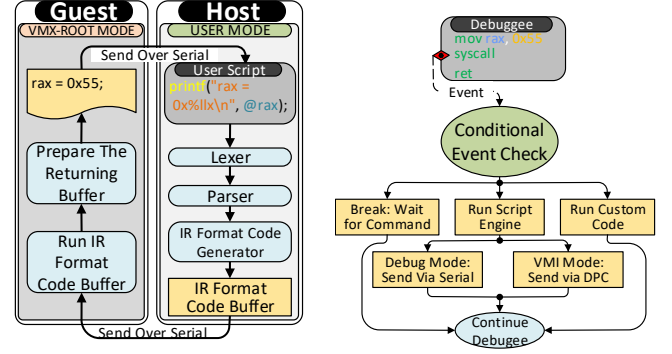 Guest
VMX-ROOT MODE
Host
USER MODE
Send Over Serial
rax = 0x55;
User Script
printf("rax =
0x%llx\n", @rax);
Lexer
Parser
IR Format Code
Generator
IR Format
Code Buffer
Prepare The
Returning
Buffer
Run IR
Format
Code Buffer
Send Over Serial
Debuggee
mov rax, 0x55
syscall
ret
Event
Conditional
Event Check
Break: Wait
for Command
Run Script
Engine
Run Custom
Code
Debug Mode:
Send Via Serial
VMI Mode:
Send via DPC
Continue
Debugee